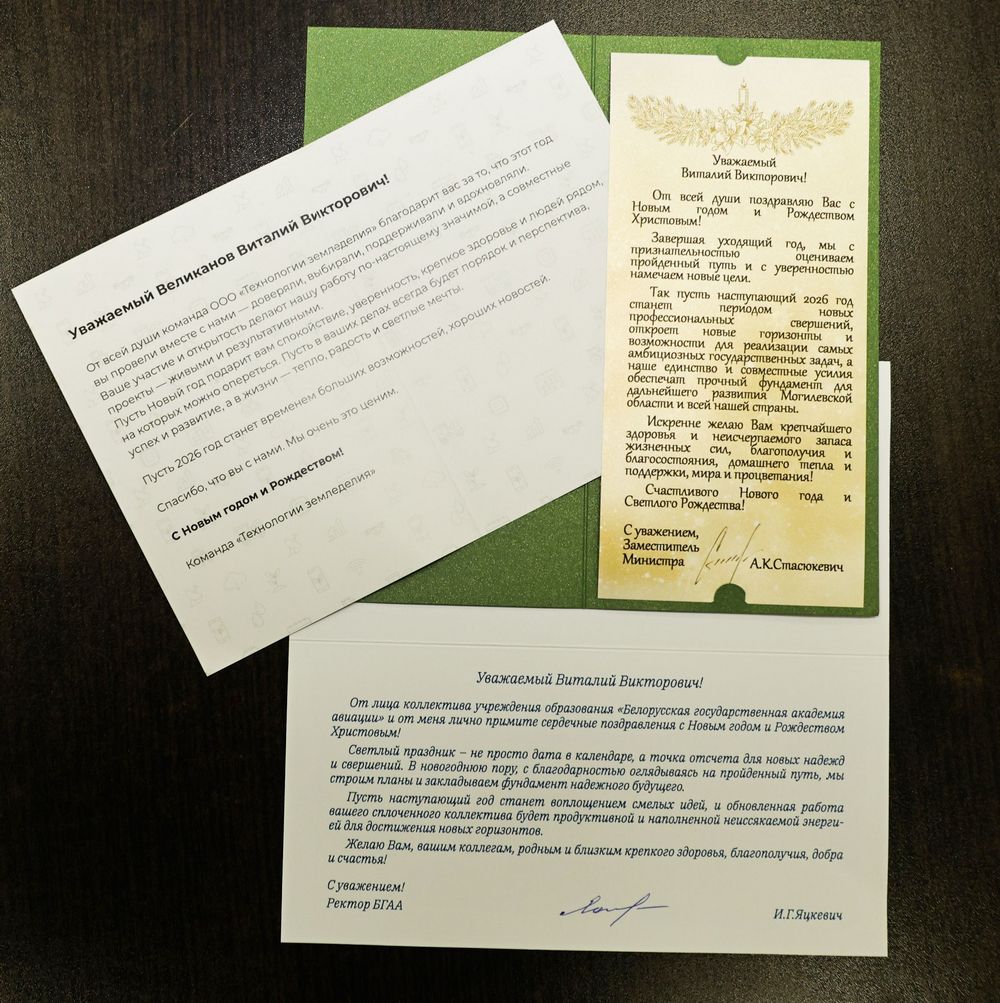 Уважаемый Великанов Виталий Викторович!
От всей души команда ООО «Технологии земледелия» благодарит вас за то, что этот год
вы провели вместе с нами — доверяли, выбирали, поддерживали и вдохновляли.
Ваше участие и открытость делают нашу работу по-настоящему значимой, а совместные
проекты — живыми и результативными.
Пусть Новый год подарит вам спокойствие, уверенность, крепкое здоровье и людей рядом,
на которых можно опереться. Пусть в ваших делах всегда будет порядок и перспектива,
успех и развитие, а в жизни — тепло, радость и светлые мечты.
Пусть 2026 год станет временем больших возможностей, хороших новостей.
Спасибо, что вы с нами. Мы очень это ценим.
С Новым годом и Рождеством!
Команда «Технологии земледелия»
Уважаемый
Виталий Викторович!
От всей души поздравляю Вас с
Новым годом и Рождеством
Христовым!
Завершая уходящий год, мы с
признательностью оцениваем
пройденный путь и с уверенностью
намечаем новые цели.
Так пусть наступающий 2026 год
станет периодом новых
профессиональных свершений,
откроет новые горизонты и
возможности для реализации самых
амбициозных государственных задач, а
наше единство и совместные усилия
обеспечат прочный фундамент для
дальнейшего развития Могилевской
области и всей нашей страны.
Искренне желаю Вам крепчайшего
здоровья и неисчерпаемого запаса
жизненных сил, благополучия и
благосостояния, домашнего тепла и
поддержки, мира и процветания!
Счастливого Нового года и
Светлого Рождества!
С уважением,
Заместитель
Министра А.К.Стасюкевич
Уважаемый Виталий Викторович!
От лица коллектива учреждения образования «Белорусская государственная академия
авиации» и от меня лично примите сердечные поздравления с Новым годом и Рождеством
Христовым!
Светлый праздник – не просто дата в календаре, а точка отсчета для новых надежд
и свершений. В новогоднюю пору, с благодарностью оглядываясь на пройденный путь, мы
строим планы и закладываем фундамент надежного будущего.
Пусть наступающий год станет воплощением смелых идей, и обновленная работа
вашего сплоченного коллектива будет продуктивной и наполненной неиссякаемой энерги-
ей для достижения новых горизонтов.
Желаю Вам, вашим коллегам, родным и близким крепкого здоровья, благополучия, добра
и счастья!
С уважением!
Ректор БГАА И.Г.Яцкевич